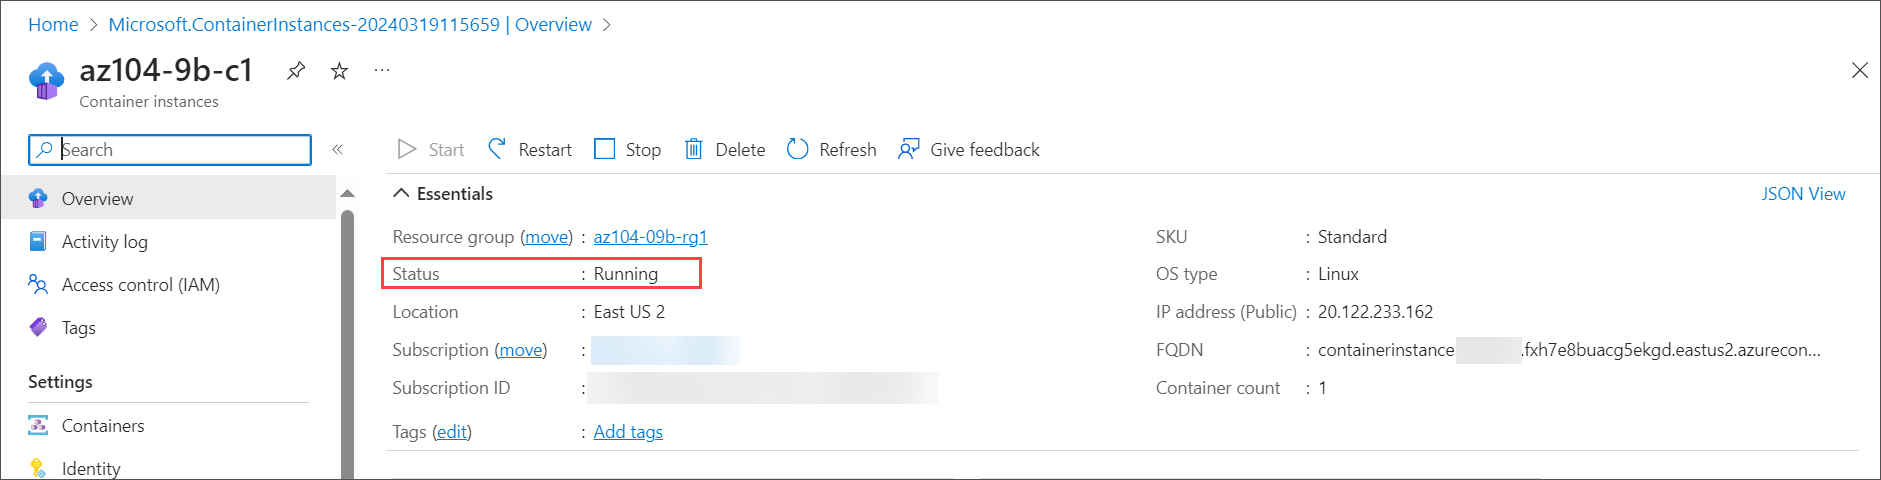 Home > Microsoft.ContainerInstances-20240319115659 | Overview >
az104-9b-c1
Container instances
Search
Start Restart Stop Delete Refresh Give feedback
Overview
Activity log
Access control (IAM)
Tags
Settings
Containers
Identity
Essentials
JSON View
Resource group (move) : az104-09b-rg1
Status : Running
Location : East US 2
Subscription (move) :
Subscription ID :
Tags (edit) : Add tags
SKU : Standard
OS type : Linux
IP address (Public) : 20.122.233.162
FQDN : containerinstance .fxh7e8buacg5ekgd.eastus2.azurecon...
Container count : 1